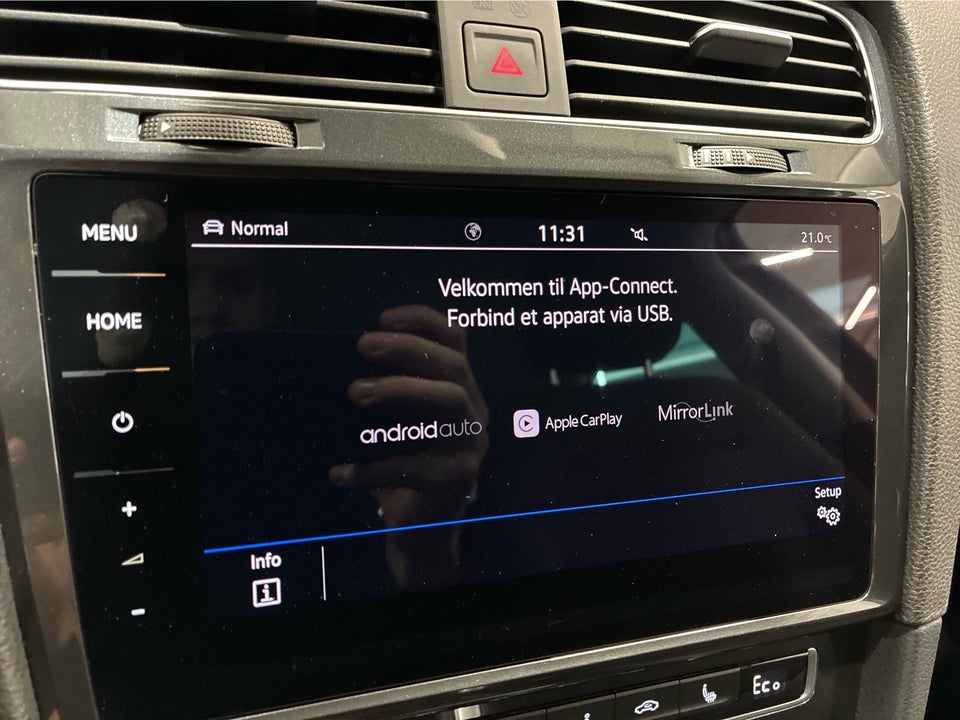 MENU
Normal
11:31
21.0°C
Velkommen til App-Connect.
Forbind et apparat via USB.
HOME
androidauto
Apple CarPlay
MirrorLink
Setup
Info
i
Eco